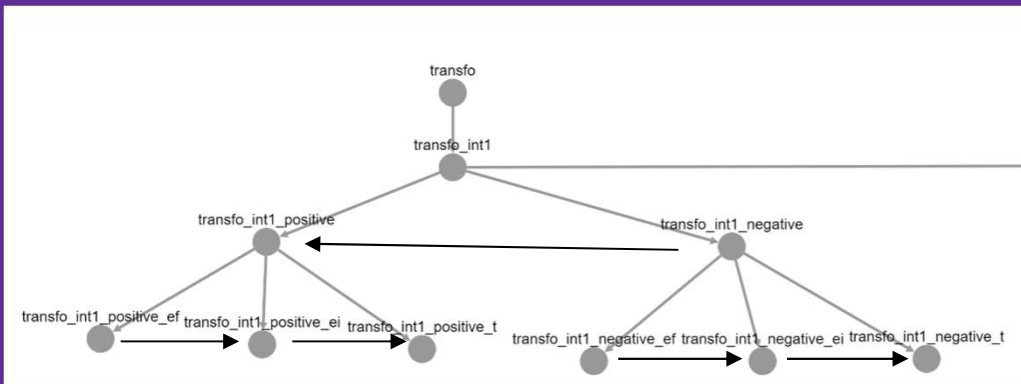 transfo
transfo_int1
transfo_int1_positive
transfo_int1_negative
transfo_int1_positive_ef
transfo_int1_positive_ei
transfo_int1_positive_t
transfo_int1_negative_ef
transfo_int1_negative_ei
transfo_int1_negative_t